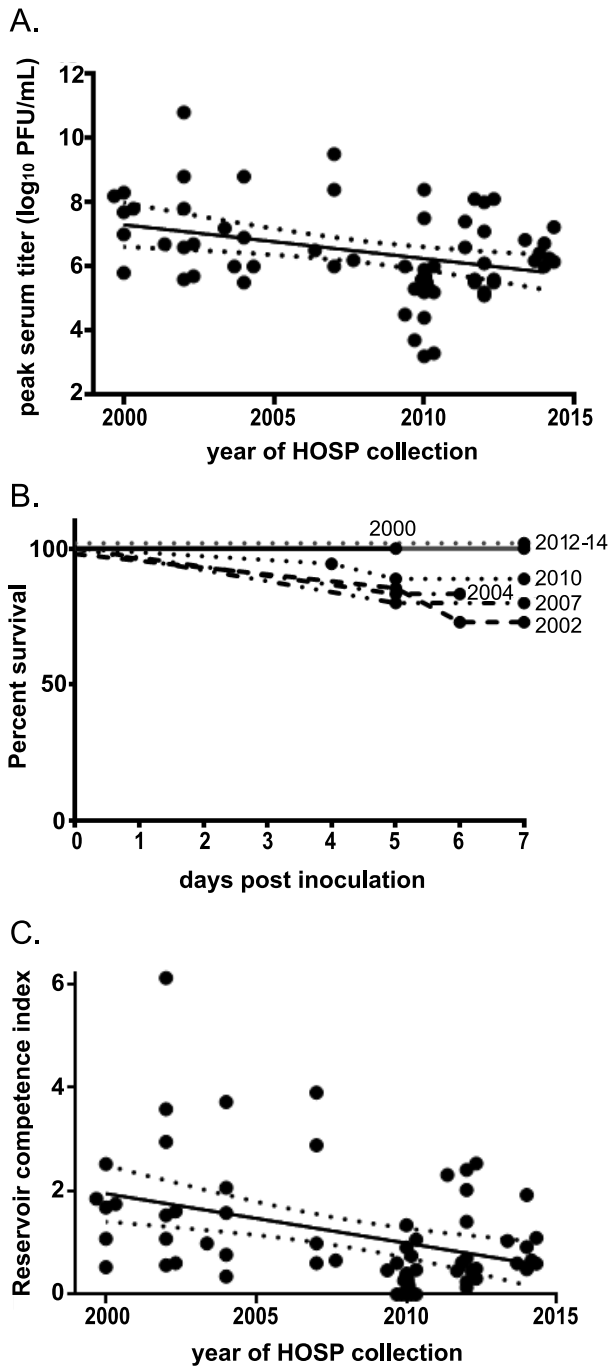 A.
peak serum titer (log₁₀ PFU/mL)
12
10
8
6
4
2
2000 2005 2010 2015
year of HOSP collection
B.
Percent survival
100
50
0
2000
2012-14
2010
2004
2007
2002
0 1 2 3 4 5 6 7
days post inoculation
C.
Reservoir competence index
6
4
2
0
2000 2005 2010 2015
year of HOSP collection